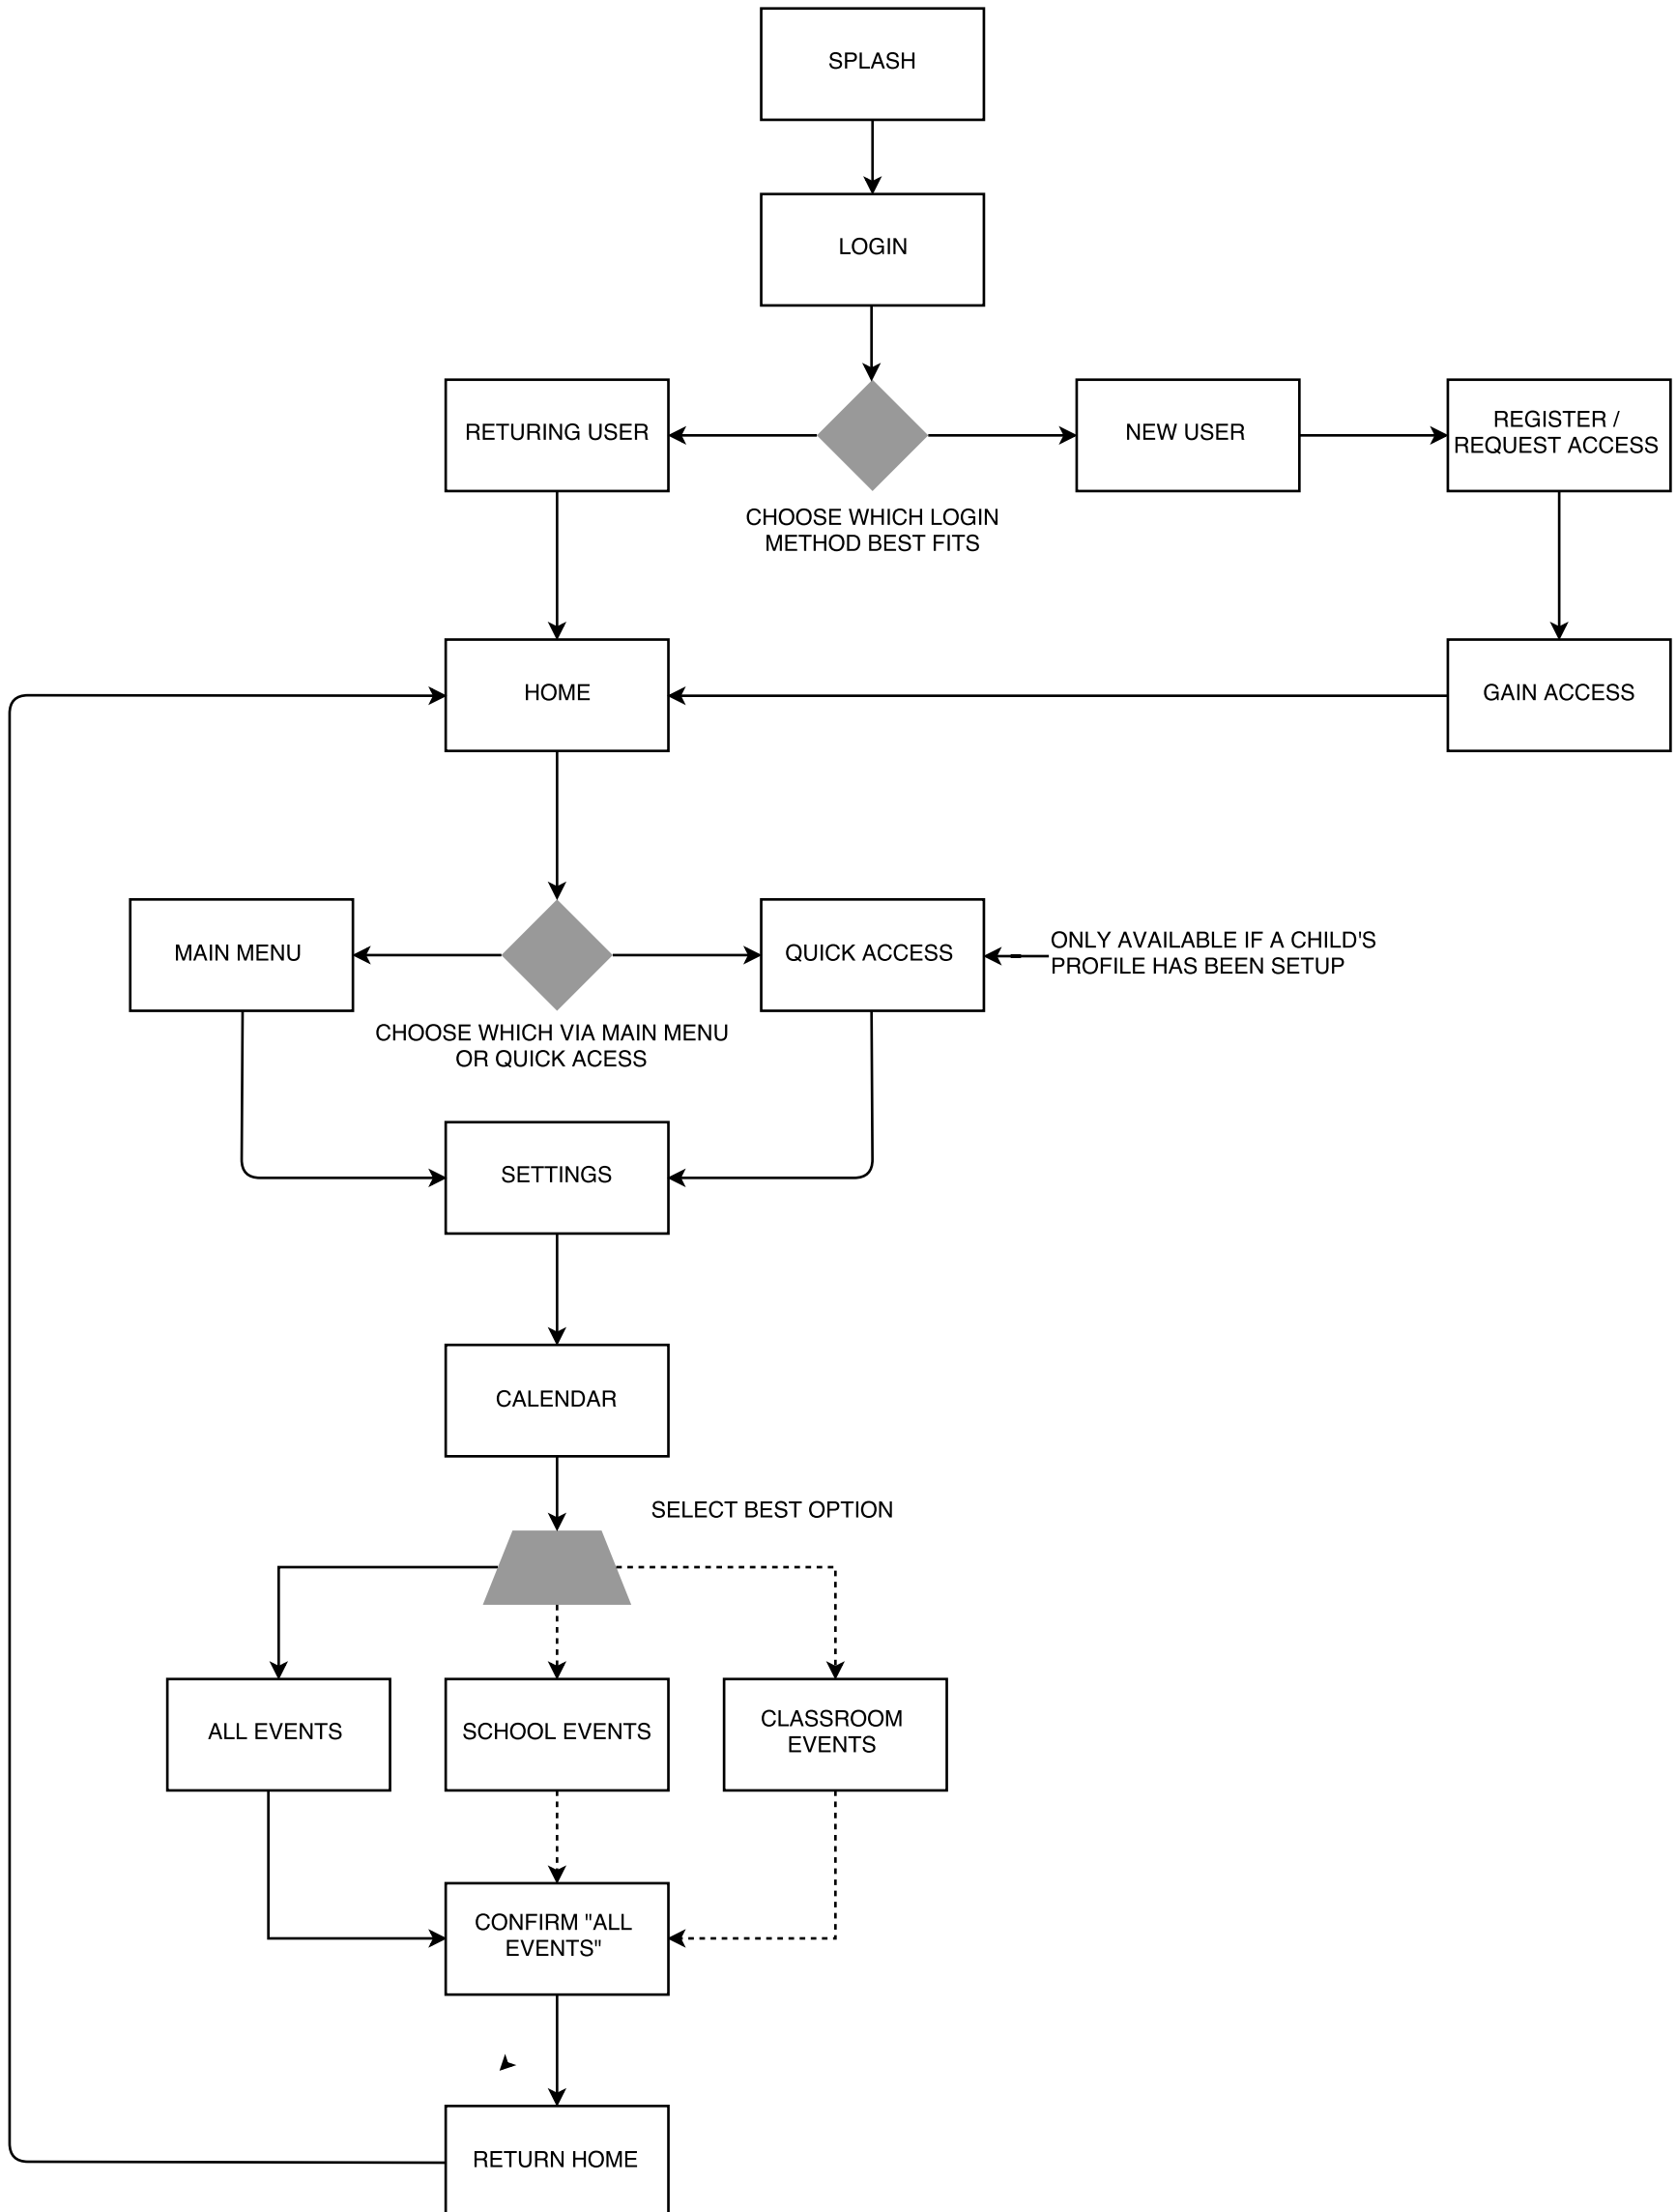 SPLASH
LOGIN
RETURING USER
NEW USER
REGISTER /
REQUEST ACCESS
CHOOSE WHICH LOGIN
METHOD BEST FITS
HOME
GAIN ACCESS
MAIN MENU
QUICK ACCESS
ONLY AVAILABLE IF A CHILD'S
PROFILE HAS BEEN SETUP
CHOOSE WHICH VIA MAIN MENU
OR QUICK ACESS
SETTINGS
CALENDAR
SELECT BEST OPTION
ALL EVENTS
SCHOOL EVENTS
CLASSROOM
EVENTS
CONFIRM "ALL
EVENTS"
RETURN HOME